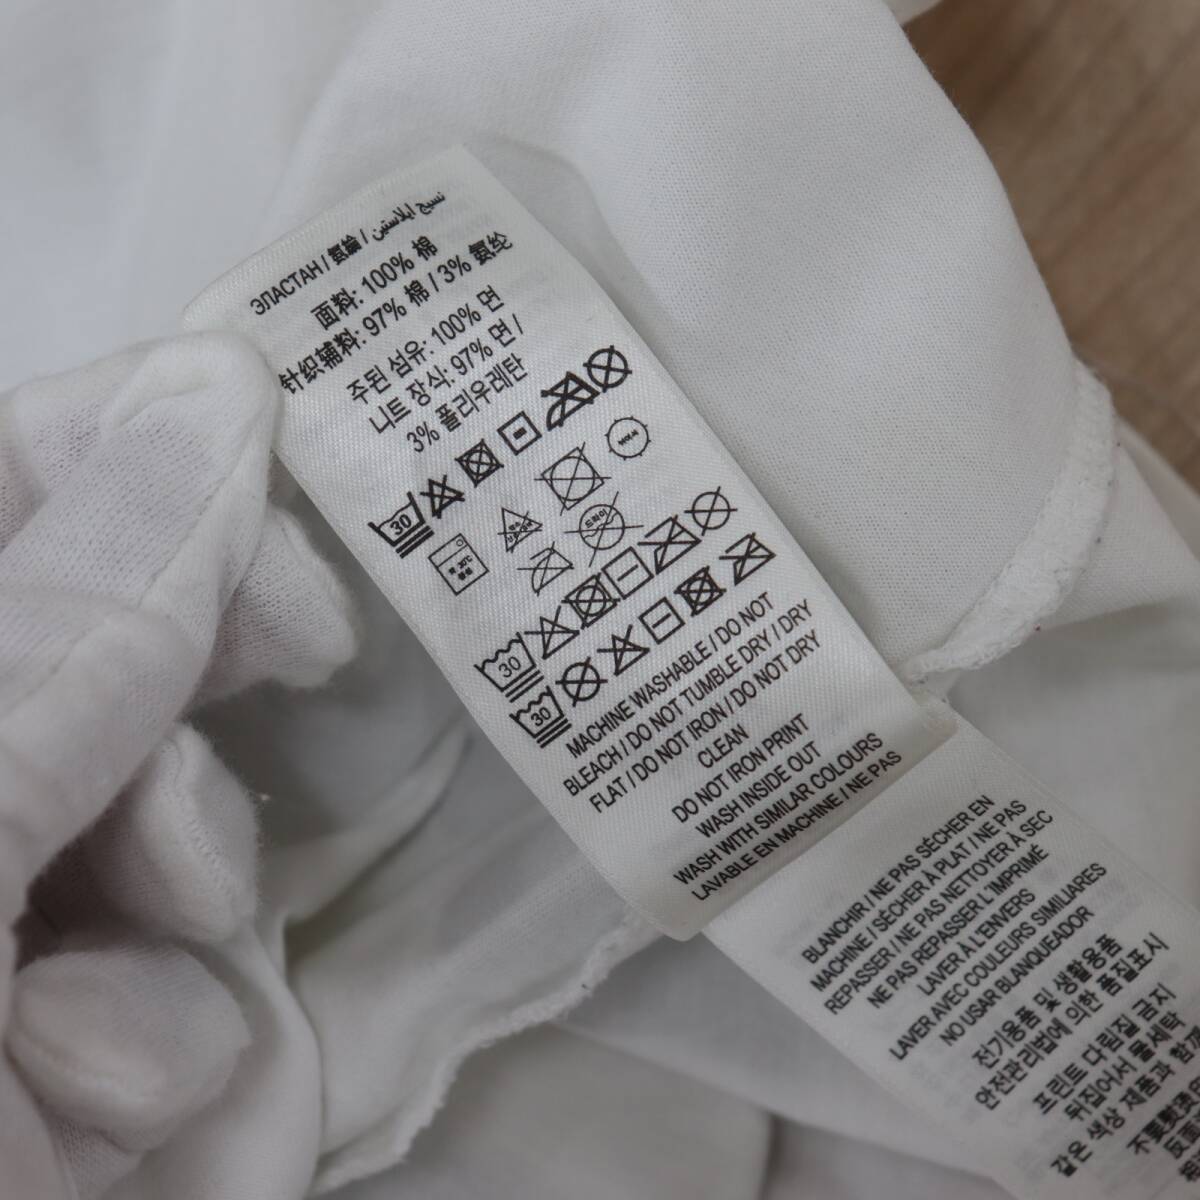 ЭЛАСТАН / 氨綸 / نسيج إيلاستين
面料: 100% 棉
针织辅料: 97% 棉 / 3% 氨纶
주된 섬유: 100% 면
니트 장식: 97% 면 /
3% 폴리우레탄
30
30
30
MACHINE WASHABLE / DO NOT
BLEACH / DO NOT TUMBLE DRY / DRY
FLAT / DO NOT IRON / DO NOT DRY
CLEAN
DO NOT IRON PRINT
WASH INSIDE OUT
WASH WITH SIMILAR COLOURS
LAVABLE EN MACHINE / NE PAS
BLANCHIR / NE PAS SÉCHER EN
MACHINE / SÉCHER À PLAT / NE PAS
REPASSER / NE PAS NETTOYER À SEC
NE PAS REPASSER L'IMPRIMÉ
LAVER À L'ENVERS
LAVER AVEC COULEURS SIMILIARES
NO USAR BLANQUEADOR
전기용품 및 생활용품
안전관리법에 의한 품질표시
프린트 다림질 금지
뒤집어서 물세탁
같은 색상 제품과 함께